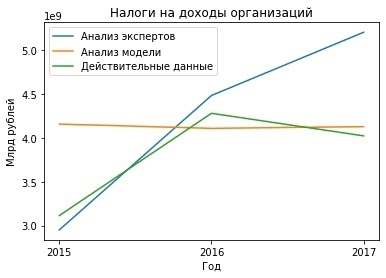 Налоги на доходы организаций
1e9
Анализ экспертов
Анализ модели
Действительные данные
5.0
4.5
4.0
3.5
3.0
Млрд рублей
2015
2016
2017
Год